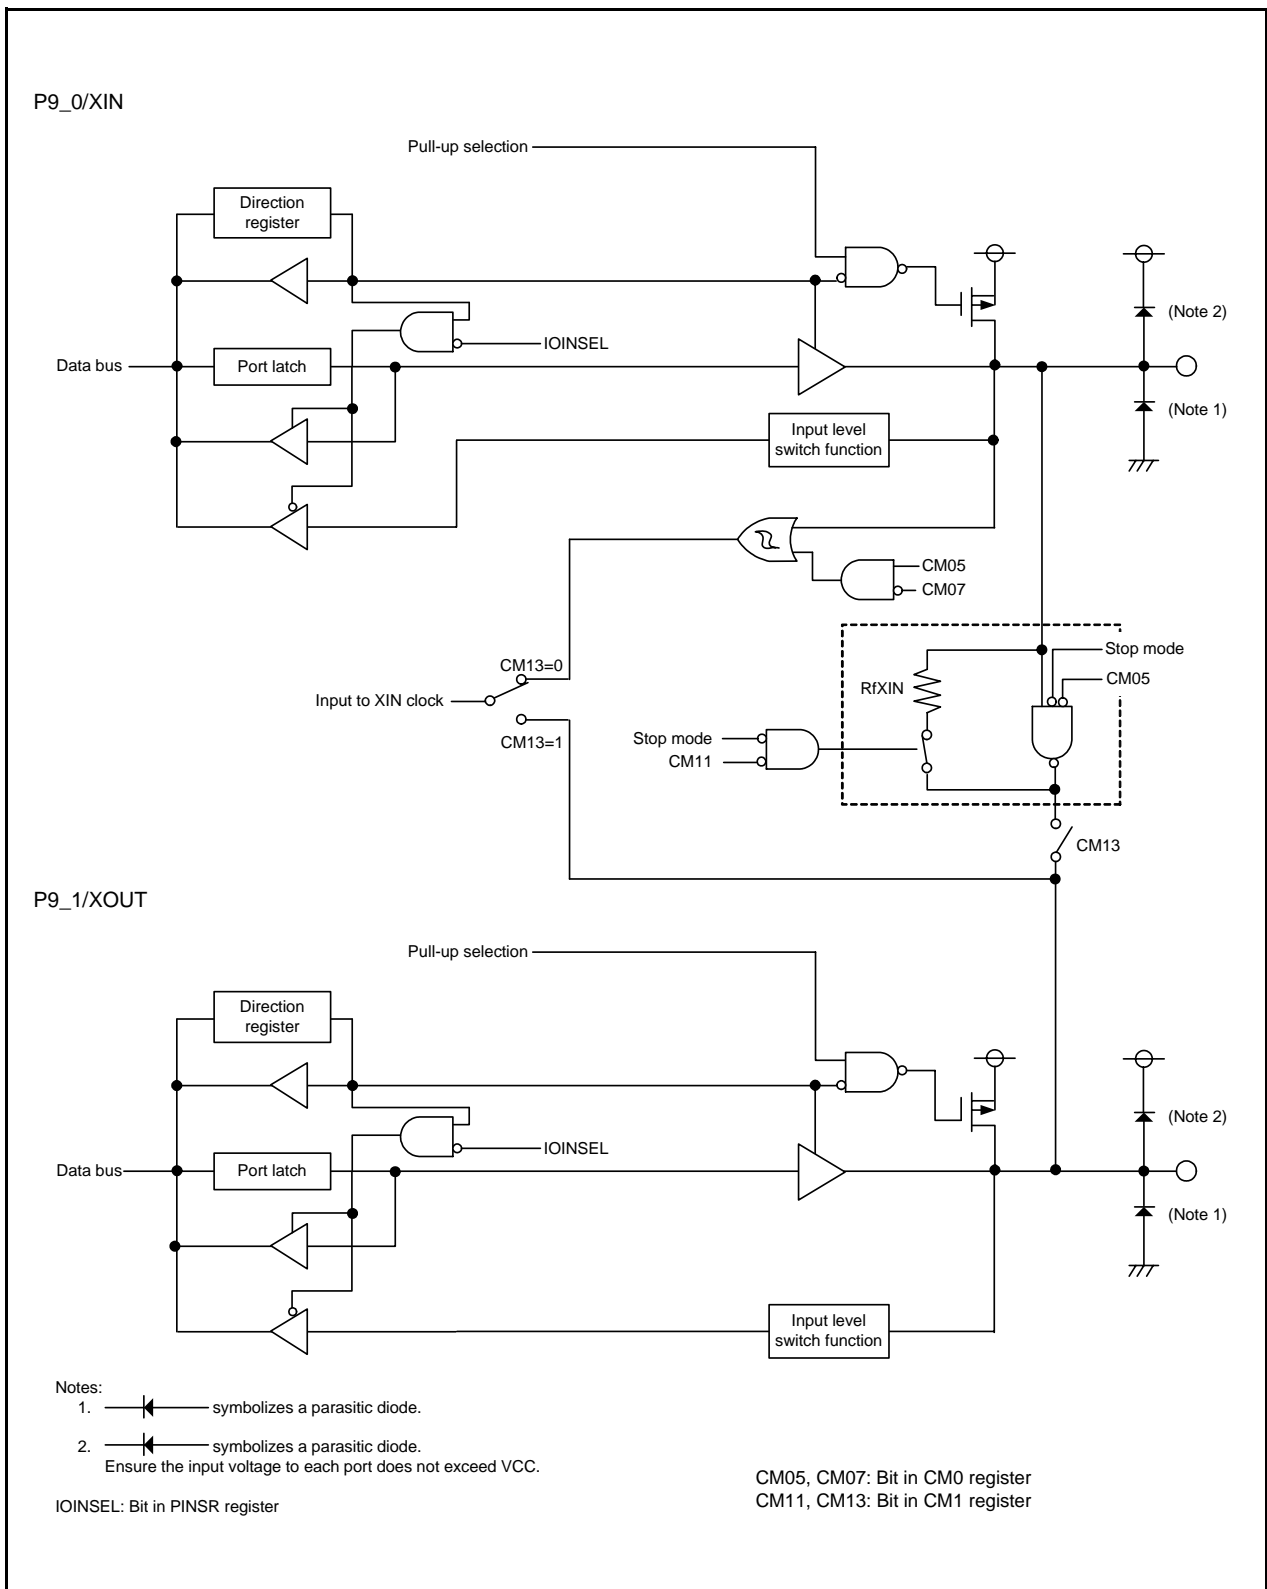 P9_0/XIN
Pull-up selection
Direction
register
(Note 2)
IOINSEL
Data bus
Port latch
(Note 1)
Input level
switch function
CM05
CM07
Stop mode
CM13=0
CM05
RfXIN
Input to XIN clock
Stop mode
CM13=1
CM11
CM13
P9_1/XOUT
Pull-up selection
Direction
register
(Note 2)
IOINSEL
Data bus
Port latch
(Note 1)
Input level
switch function
Notes:
1. symbolizes a parasitic diode.
2. symbolizes a parasitic diode.
Ensure the input voltage to each port does not exceed VCC.
CM05, CM07: Bit in CM0 register
CM11, CM13: Bit in CM1 register
IOINSEL: Bit in PINSR register